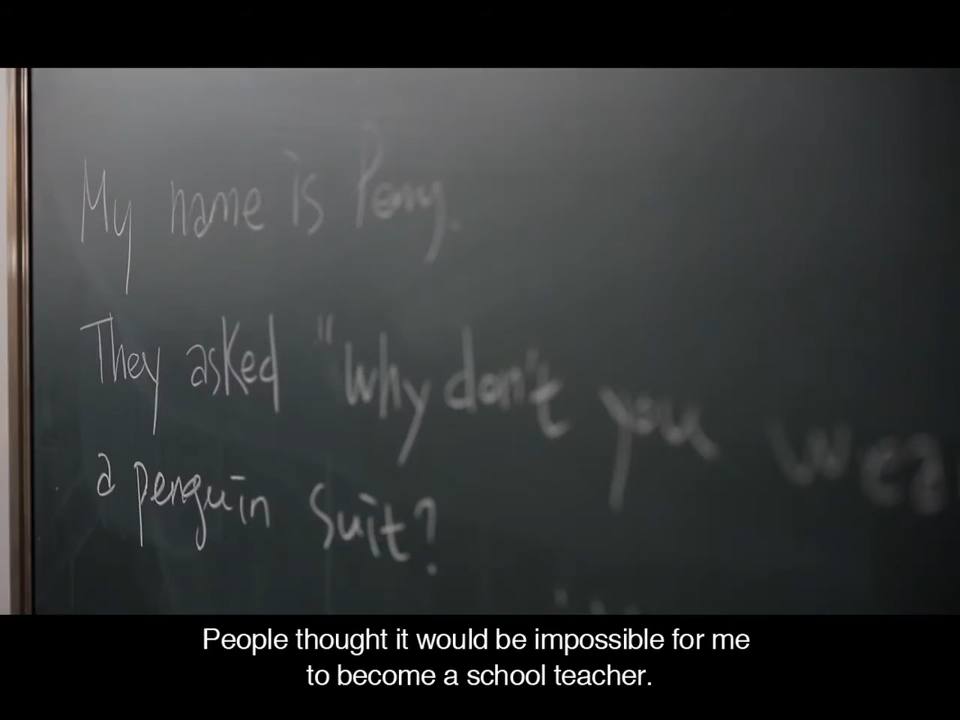 My name is
They asked "Why don't you wea
a penguin suit?
People thought it would be impossible for me
to become a school teacher.